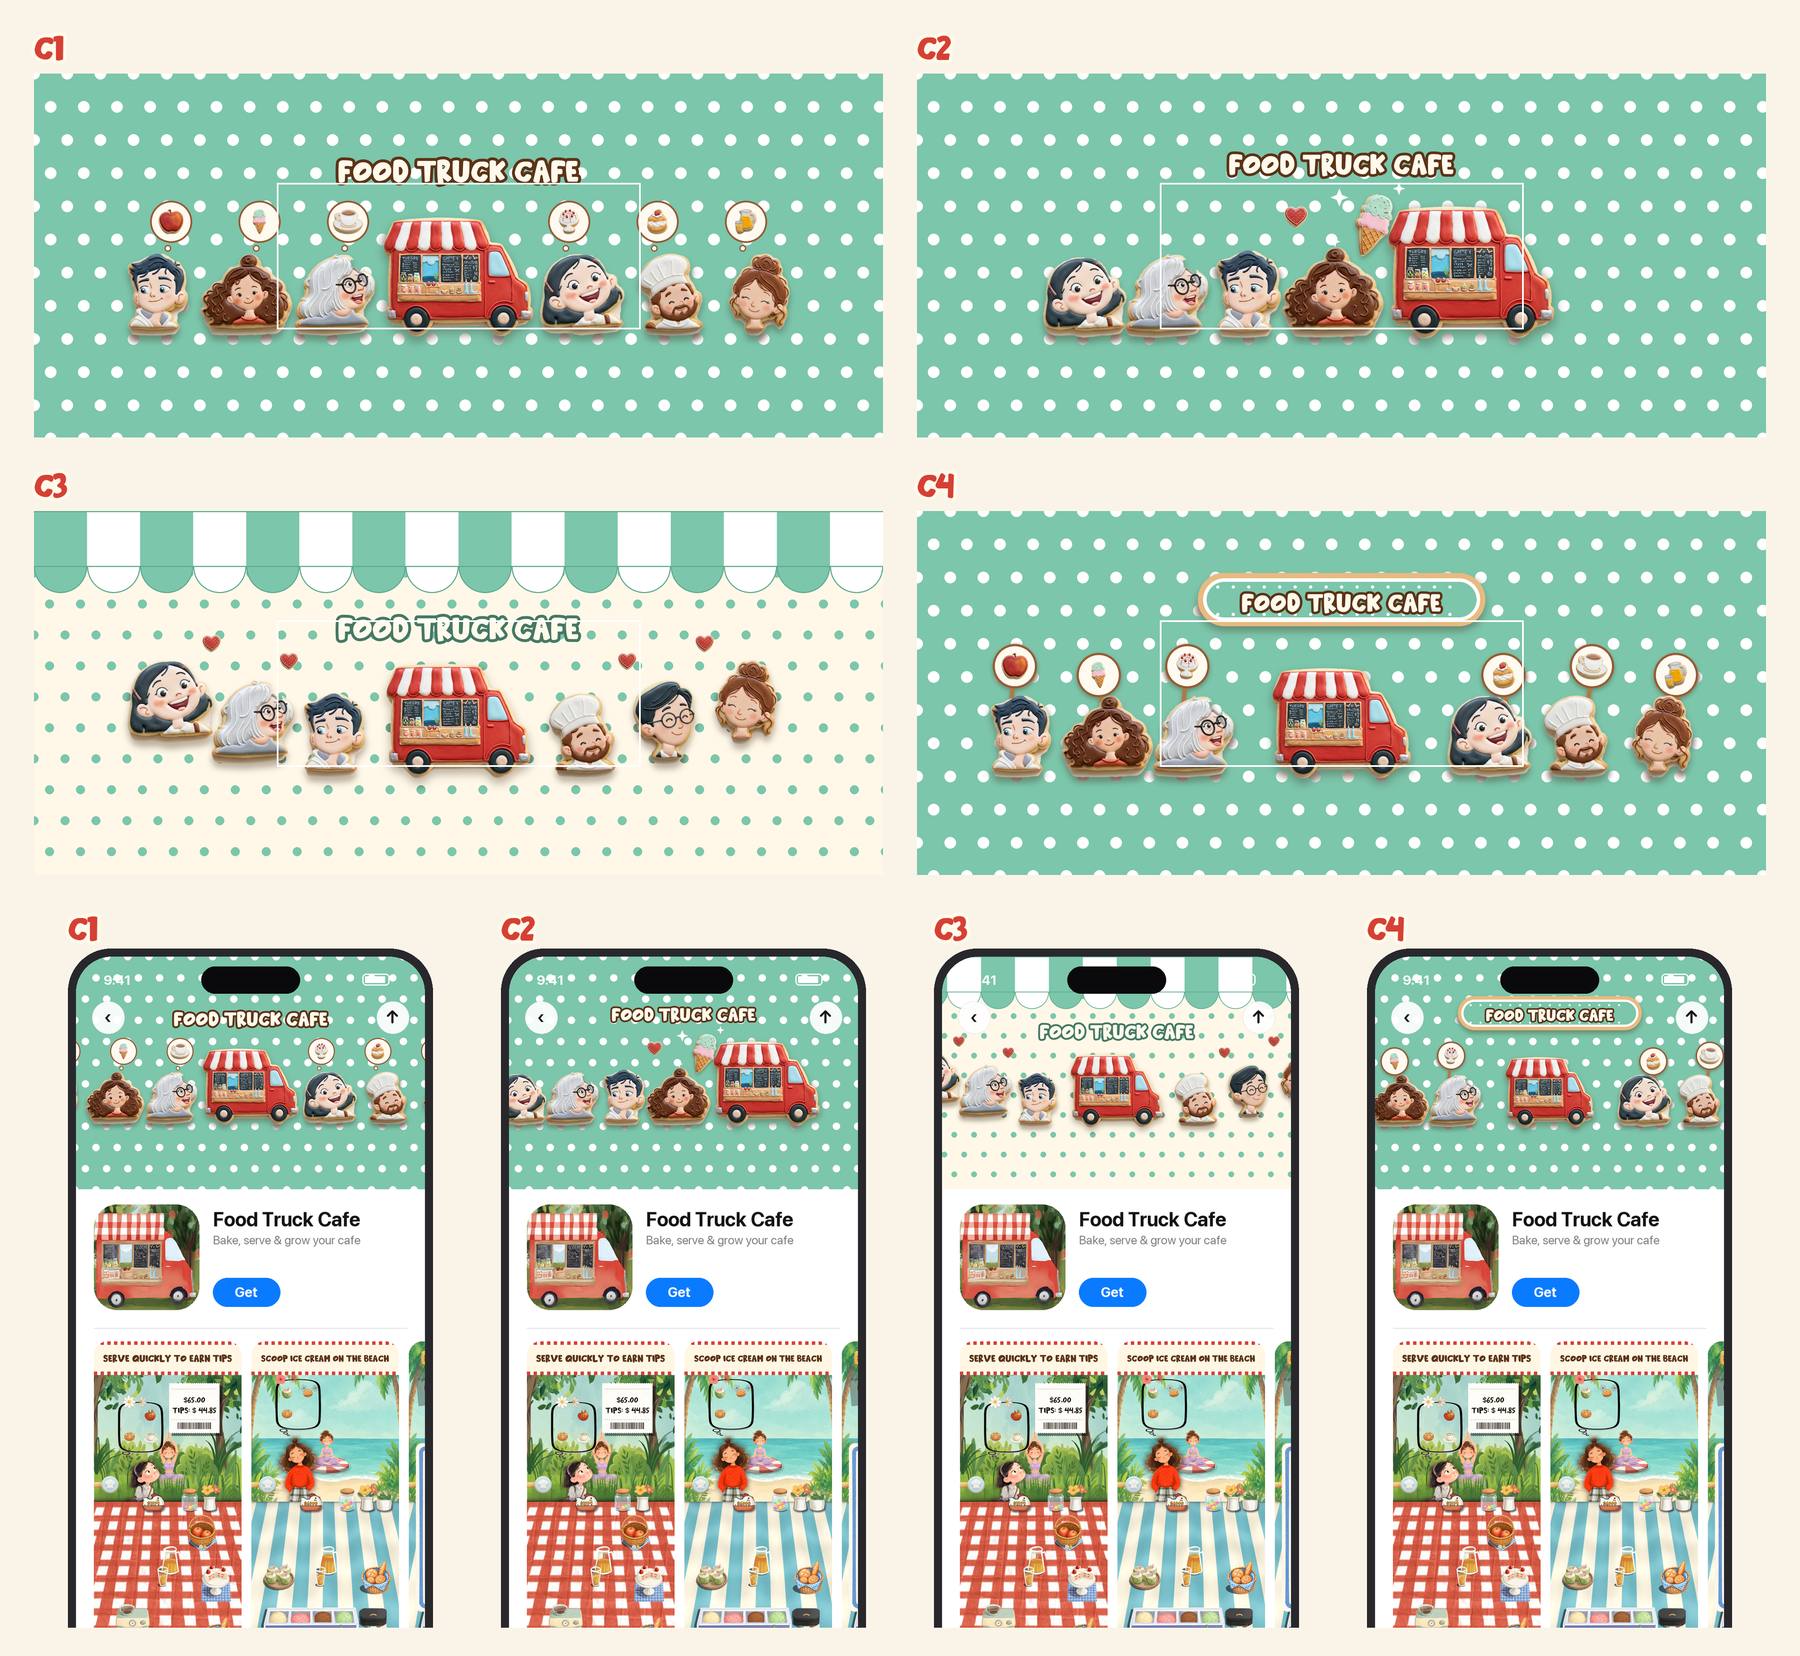 C1
C2
FOOD TRUCK CAFE
FOOD TRUCK CAFE
C3
C4
FOOD TRUCK CAFE
FOOD TRUCK CAFE
C1
C2
C3
C4
9:41
9:41
41
9:41
FOOD TRUCK CAFE
FOOD TRUCK CAFE
FOOD TRUCK CAFE
FOOD TRUCK CAFE
Food Truck Cafe
Bake, serve & grow your cafe
Get
Food Truck Cafe
Bake, serve & grow your cafe
Get
Food Truck Cafe
Bake, serve & grow your cafe
Get
Food Truck Cafe
Bake, serve & grow your cafe
Get
SERVE QUICKLY TO EARN TIPS
SCOOP ICE CREAM ON THE BEACH
$65.00
TIPS: $ 44.85
SERVE QUICKLY TO EARN TIPS
SCOOP ICE CREAM ON THE BEACH
$65.00
TIPS: $ 44.85
SERVE QUICKLY TO EARN TIPS
SCOOP ICE CREAM ON THE BEACH
$65.00
TIPS: $ 44.85
SERVE QUICKLY TO EARN TIPS
SCOOP ICE CREAM ON THE BEACH
$65.00
TIPS: $ 44.85